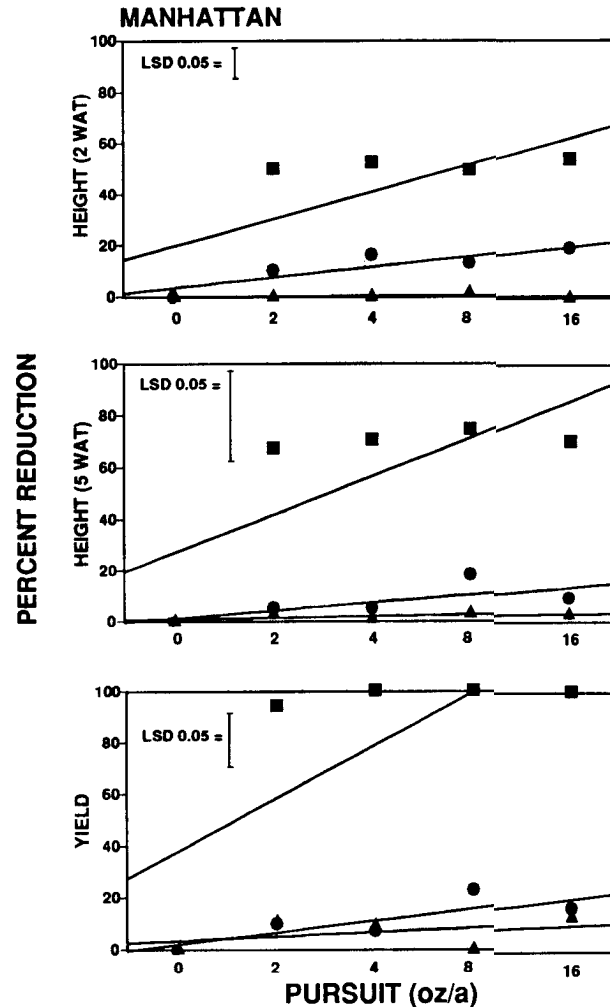 MANHATTAN
100
80
60
40
20
0
LSD 0.05 =
HEIGHT (2 WAT)
0 2 4 8 16
PERCENT REDUCTION
100
80
60
40
20
0
LSD 0.05 =
HEIGHT (5 WAT)
0 2 4 8 16
100
80
60
40
20
0
LSD 0.05 =
YIELD
0 2 4 8 16
PURSUIT (oz/a)